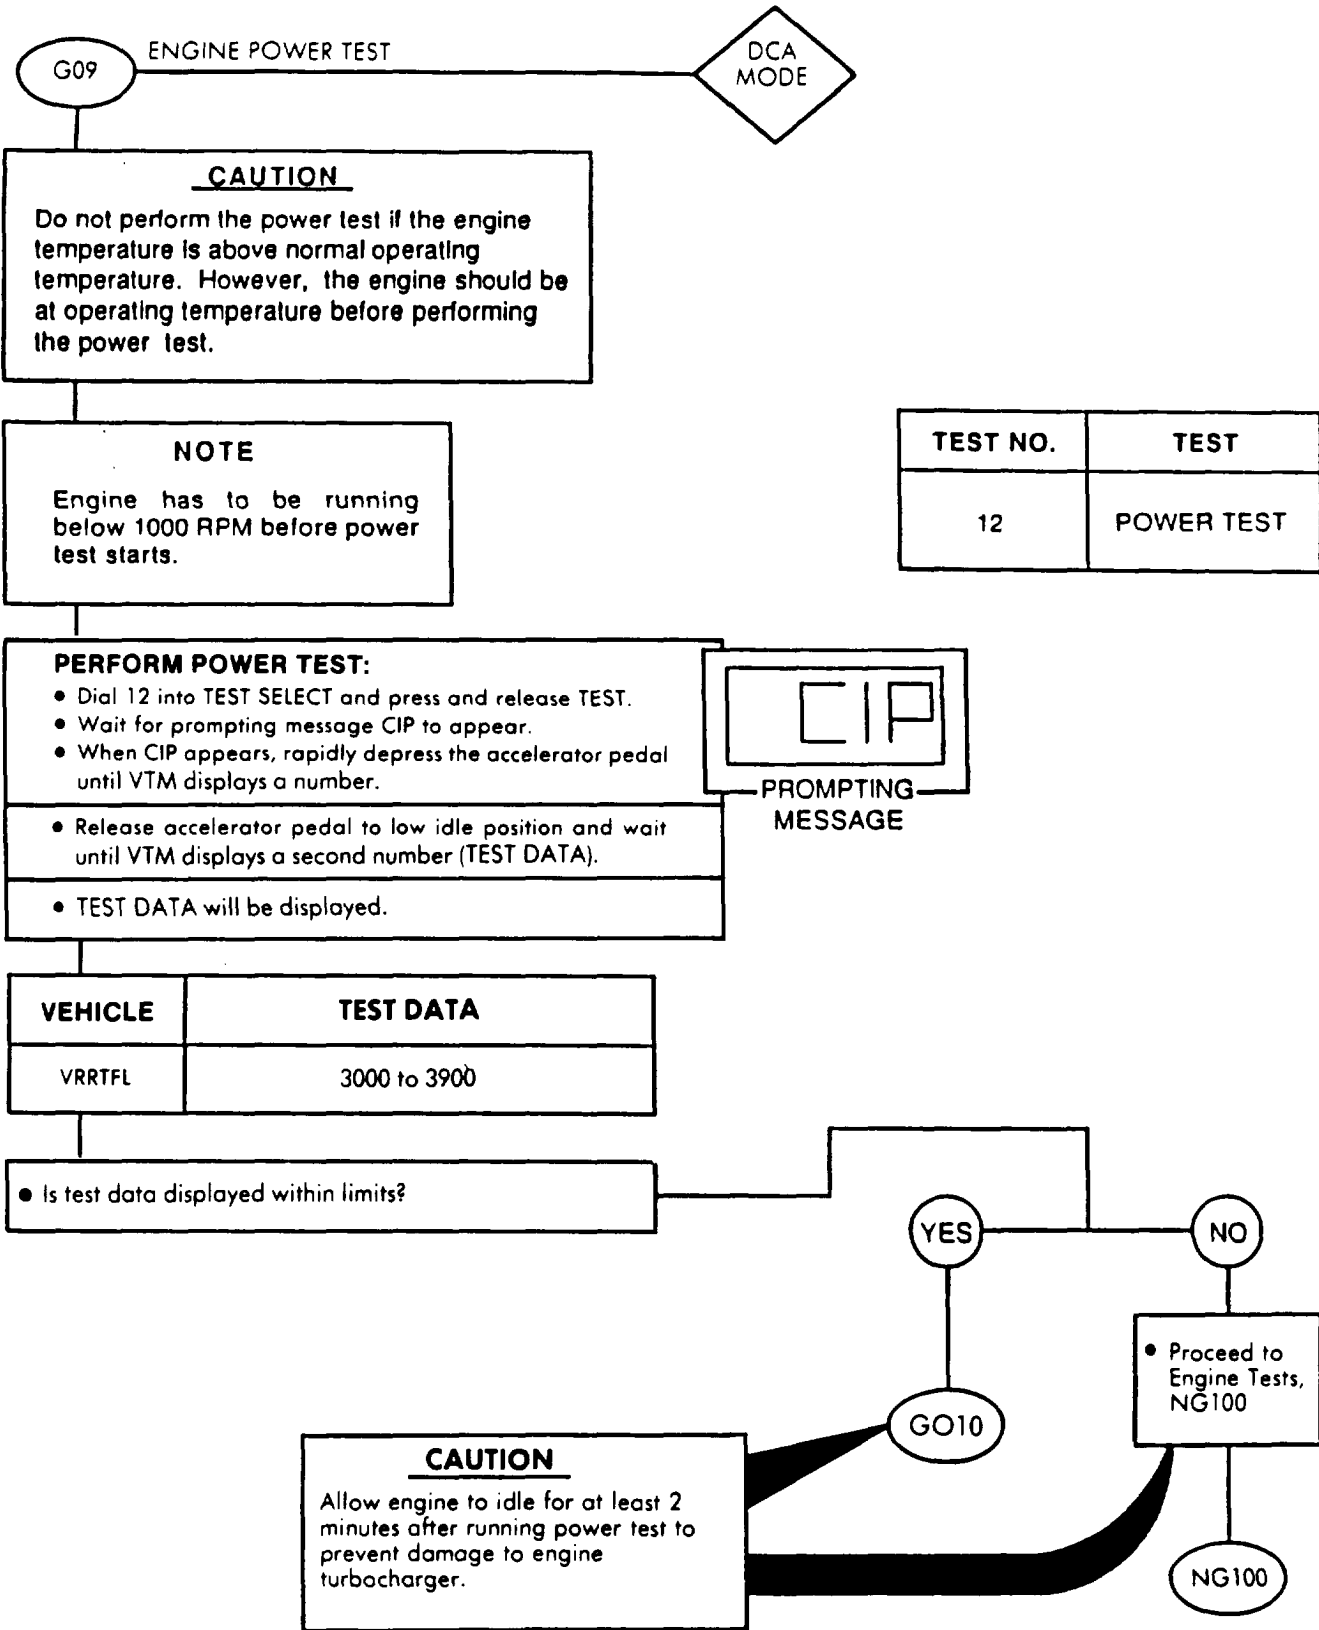 G09
ENGINE POWER TEST
DCA
MODE
CAUTION
Do not perform the power test if the engine
temperature is above normal operating
temperature. However, the engine should be
at operating temperature before performing
the power test.
NOTE
Engine has to be running
below 1000 RPM before power
test starts.
TEST NO.
TEST
12
POWER TEST
PERFORM POWER TEST:
• Dial 12 into TEST SELECT and press and release TEST.
• Wait for prompting message CIP to appear.
• When CIP appears, rapidly depress the accelerator pedal
until VTM displays a number.
• Release accelerator pedal to low idle position and wait
until VTM displays a second number (TEST DATA).
• TEST DATA will be displayed.
CIP
PROMPTING
MESSAGE
VEHICLE
TEST DATA
VRRTFL
3000 to 3900
• Is test data displayed within limits?
YES
NO
• Proceed to
Engine Tests,
NG100
GO10
CAUTION
Allow engine to idle for at least 2
minutes after running power test to
prevent damage to engine
turbocharger.
NG100